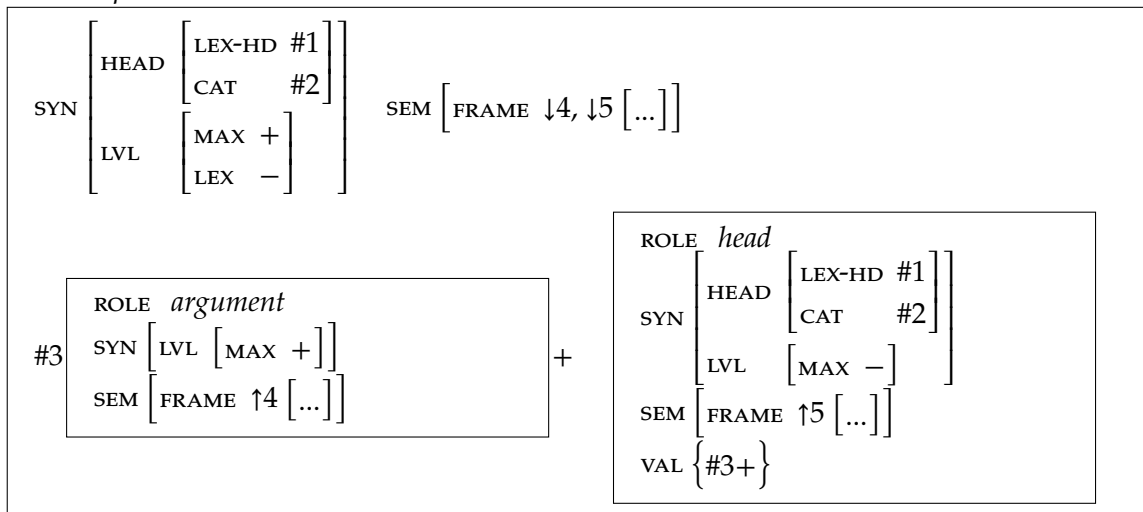 SYN [HEAD [LEX-HD #1
CAT #2]
LVL [MAX +
LEX −]]
SEM [FRAME ↓4, ↓5 [...]]
#3
ROLE argument
SYN [LVL [MAX +]]
SEM [FRAME ↑4 [...]]
+
ROLE head
SYN [HEAD [LEX-HD #1
CAT #2]
LVL [MAX −]]
SEM [FRAME ↑5 [...]]
VAL {#3+}